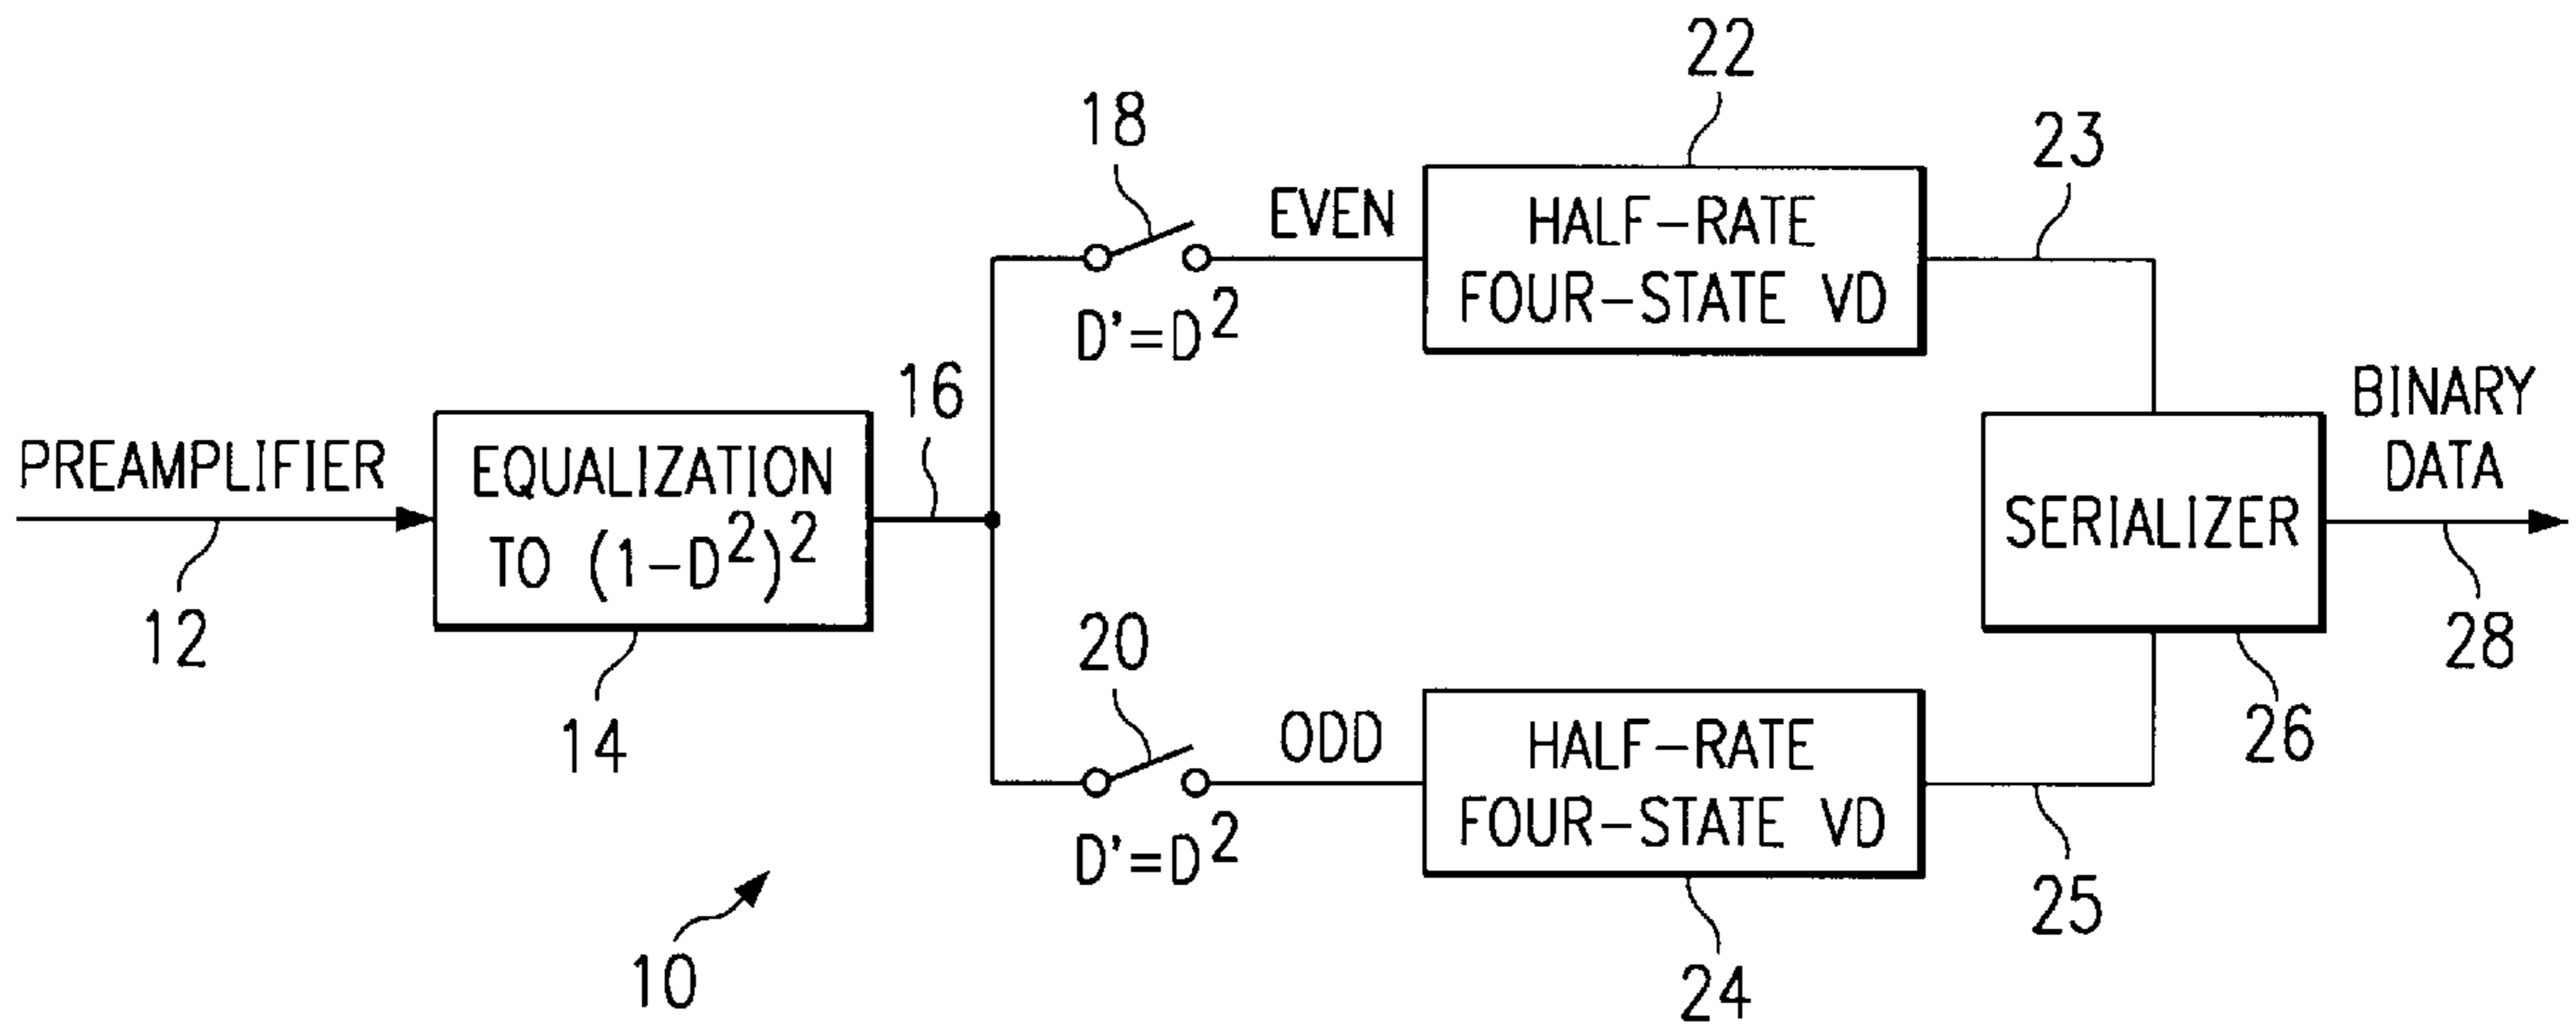 22
18
23
EVEN
HALF-RATE
FOUR-STATE VD
D'=D²
16
BINARY
DATA
PREAMPLIFIER
EQUALIZATION
TO (1-D²)²
SERIALIZER
12
14
20
28
ODD
HALF-RATE
FOUR-STATE VD
26
D'=D²
25
10
24